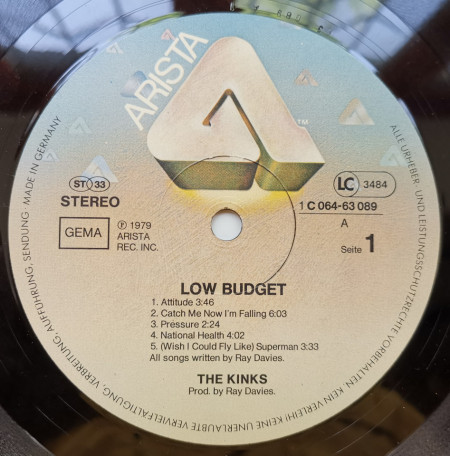 ARISTA
TM
ST 33
STEREO
GEMA
℗ 1979
ARISTA
REC. INC.
LC 3484
1 C 064-63 089
A
Seite 1
LOW BUDGET
1. Attitude 3:46
2. Catch Me Now I'm Falling 6:03
3. Pressure 2:24
4. National Health 4:02
5. (Wish I Could Fly Like) Superman 3:33
All songs written by Ray Davies.
THE KINKS
Prod. by Ray Davies.
ALLE URHEBER- UND LEISTUNGSSCHUTZRECHTE VORBEHALTEN KEIN VERLEIH! KEINE UNERLAUBTE VERVIELFÄLTIGUNG, VERMIETUNG, AUFFÜHRUNG, SENDUNG · MADE IN GERMANY